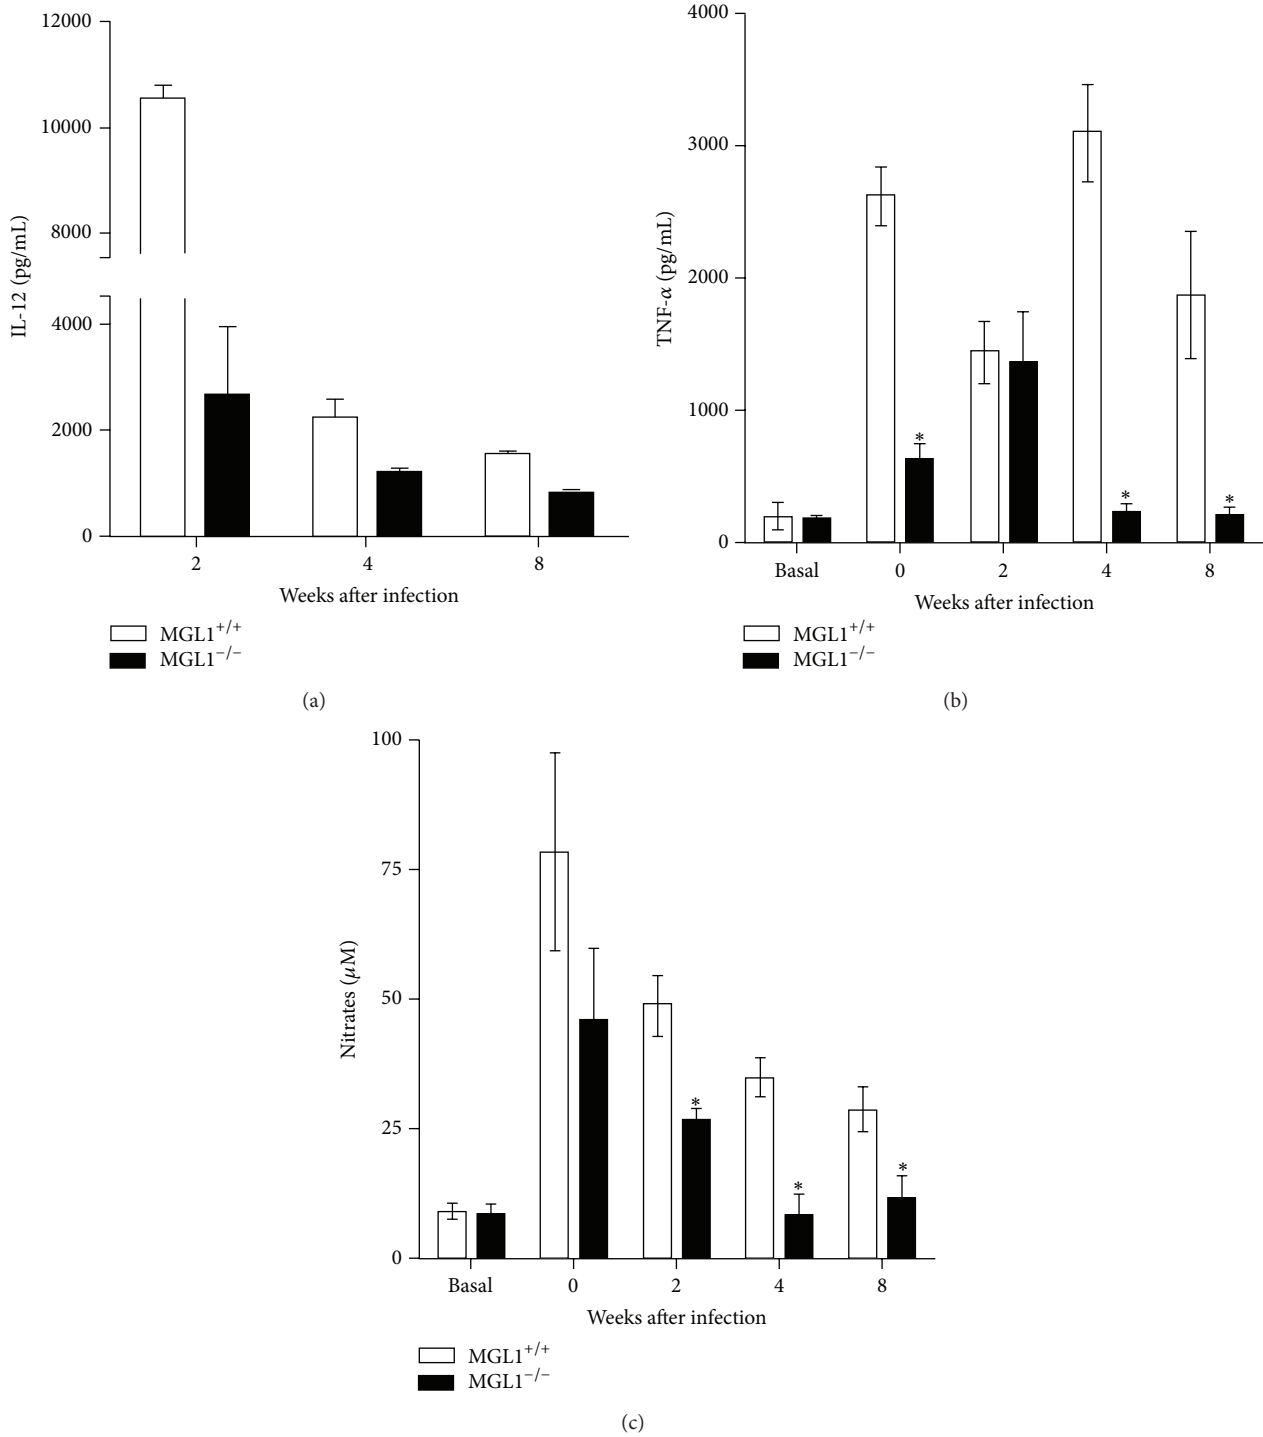 12000
10000
8000
4000
2000
0
IL-12 (pg/mL)
2 4 8
Weeks after infection
MGL1+/+
MGL1−/−
(a)
4000
3000
2000
1000
0
TNF-α (pg/mL)
* * *
Basal 0 2 4 8
Weeks after infection
MGL1+/+
MGL1−/−
(b)
100
75
50
25
0
Nitrates (μM)
* * *
Basal 0 2 4 8
Weeks after infection
MGL1+/+
MGL1−/−
(c)